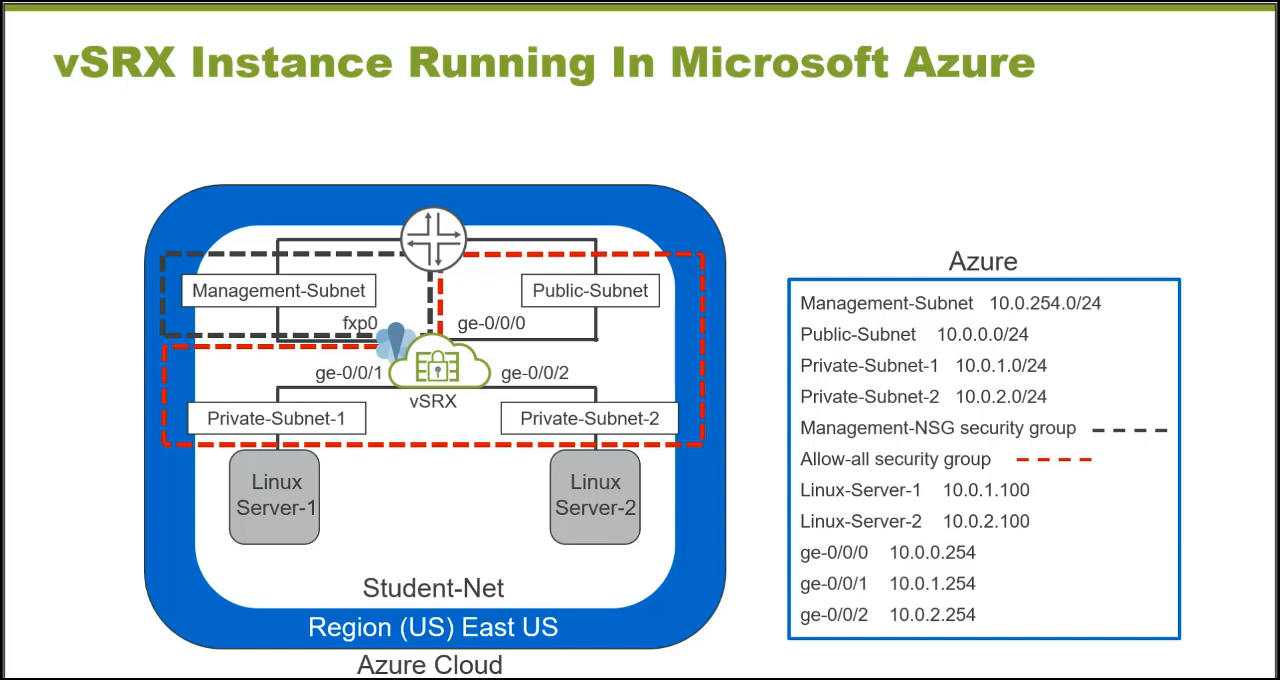 vSRX Instance Running In Microsoft Azure
Management-Subnet
Public-Subnet
fxp0
ge-0/0/0
ge-0/0/1
ge-0/0/2
vSRX
Private-Subnet-1
Private-Subnet-2
Linux
Server-1
Linux
Server-2
Student-Net
Region (US) East US
Azure Cloud
Azure
Management-Subnet 10.0.254.0/24
Public-Subnet 10.0.0.0/24
Private-Subnet-1 10.0.1.0/24
Private-Subnet-2 10.0.2.0/24
Management-NSG security group
Allow-all security group
Linux-Server-1 10.0.1.100
Linux-Server-2 10.0.2.100
ge-0/0/0 10.0.0.254
ge-0/0/1 10.0.1.254
ge-0/0/2 10.0.2.254